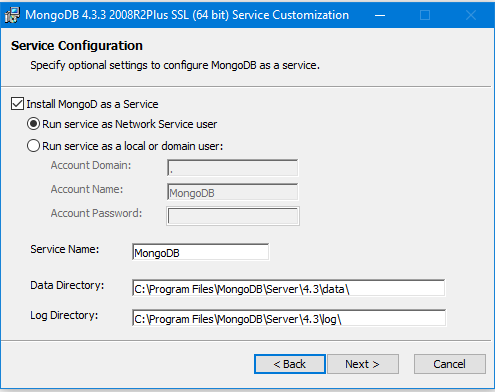 MongoDB 4.3.3 2008R2Plus SSL (64 bit) Service Customization
Service Configuration
Specify optional settings to configure MongoDB as a service.
Install MongoD as a Service
Run service as Network Service user
Run service as a local or domain user:
Account Domain: .
Account Name: MongoDB
Account Password:
Service Name: MongoDB
Data Directory: C:\Program Files\MongoDB\Server\4.3\data\
Log Directory: C:\Program Files\MongoDB\Server\4.3\log\
< Back Next > Cancel